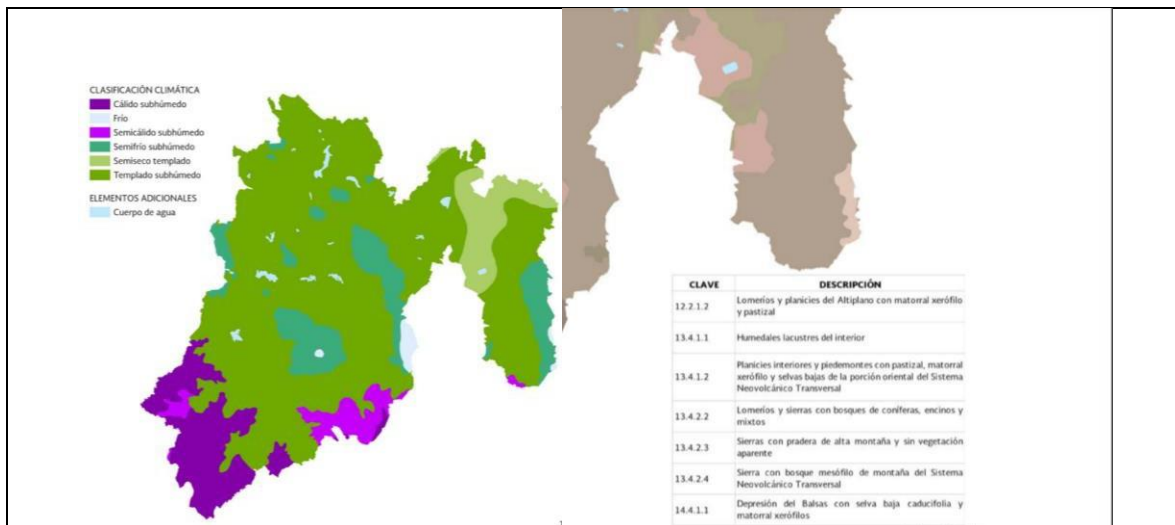 CLASIFICACIÓN CLIMÁTICA
Cálido subhúmedo
Frío
Semicálido subhúmedo
Semifrío subhúmedo
Semiseco templado
Templado subhúmedo
ELEMENTOS ADICIONALES
Cuerpo de agua
CLAVE DESCRIPCIÓN
12.2.1.2 Lomeríos y planicies del Altiplano con matorral xerófilo
y pastizal
13.4.1.1 Humedales lacustres del interior
13.4.1.2 Planicies interiores y piedemontes con pastizal, matorral
xerófilo y selvas bajas de la porción oriental del Sistema
Neovolcánico Transversal
13.4.2.2 Lomeríos y sierras con bosques de coníferas, encinos y
mixtos
13.4.2.3 Sierras con pradera de alta montaña y sin vegetación
aparente
13.4.2.4 Sierra con bosque mesófilo de montaña del Sistema
Neovolcánico Transversal
14.4.1.1 Depresión del Balsas con selva baja caducifolia y
matorral xerófilos